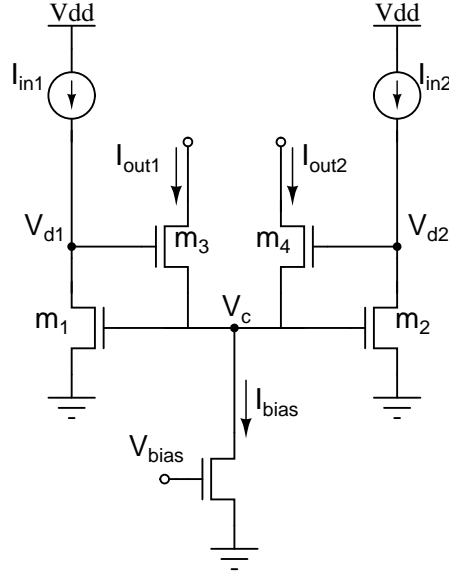 Vdd Vdd
Iin1 Iin2
Iout1 Iout2
Vd1 m3 m4 Vd2
m1 Vc m2
Ibias
Vbias